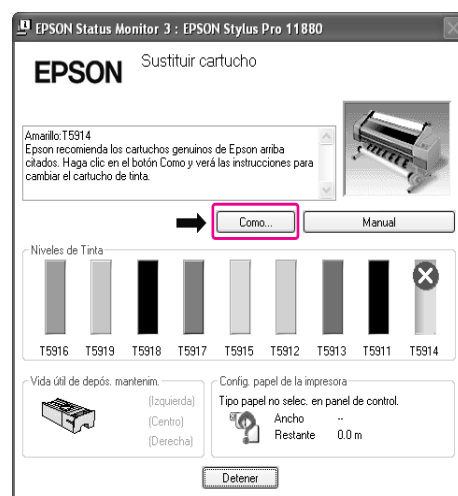 EPSON Status Monitor 3 : EPSON Stylus Pro 11880
EPSON
Sustituir cartucho
Amarillo:T5914
Epson recomienda los cartuchos genuinos de Epson arriba
citados. Haga clic en el botón Como y verá las instrucciones para
cambiar el cartucho de tinta.
Como...
Manual
Niveles de Tinta
T5916 T5919 T5918 T5917 T5915 T5912 T5913 T5911 T5914
Vida útil de depós. mantenim.
(Izquierda)
(Centro)
(Derecha)
Config. papel de la impresora
Tipo papel no selec. en panel de control.
Ancho --
Restante 0.0 m
Detener